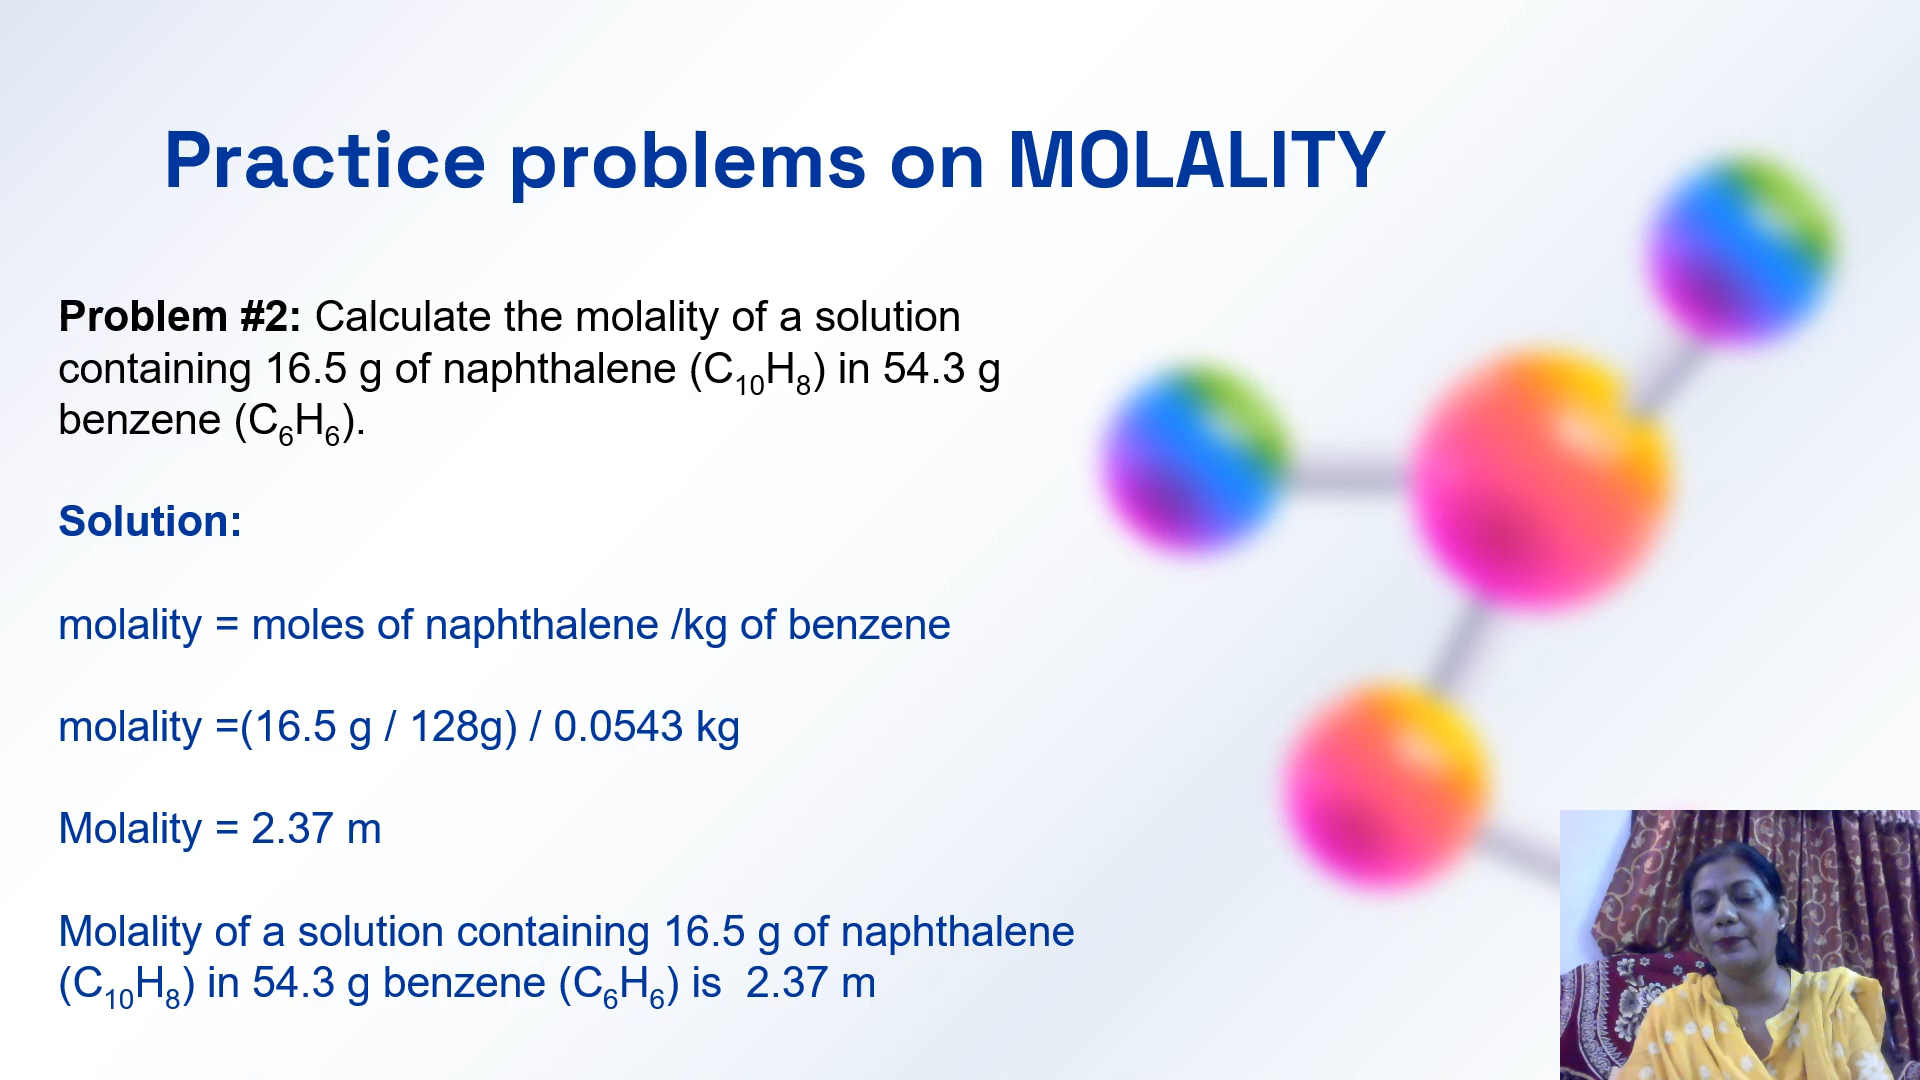 Practice problems on MOLALITY
Problem #2: Calculate the molality of a solution
containing 16.5 g of naphthalene (C₁₀H₈) in 54.3 g
benzene (C₆H₆).
Solution:
molality = moles of naphthalene /kg of benzene
molality =(16.5 g / 128g) / 0.0543 kg
Molality = 2.37 m
Molality of a solution containing 16.5 g of naphthalene
(C₁₀H₈) in 54.3 g benzene (C₆H₆) is  2.37 m